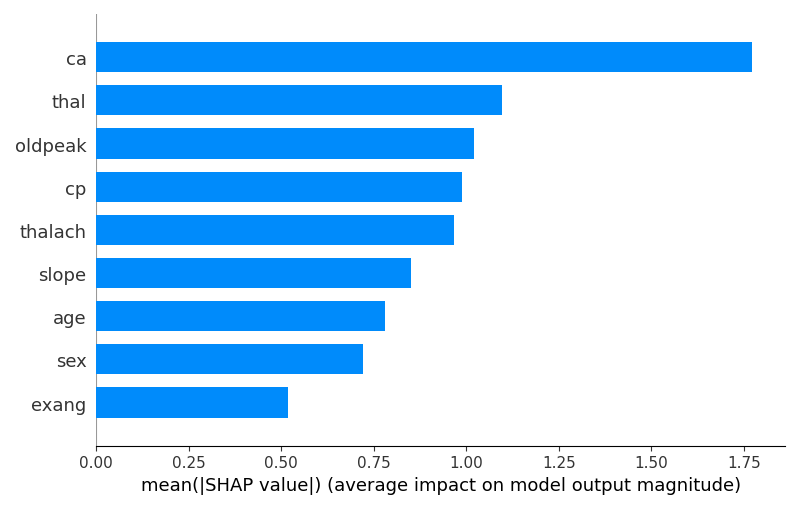 ca
thal
oldpeak
cp
thalach
slope
age
sex
exang
0.00 0.25 0.50 0.75 1.00 1.25 1.50 1.75
mean(|SHAP value|) (average impact on model output magnitude)